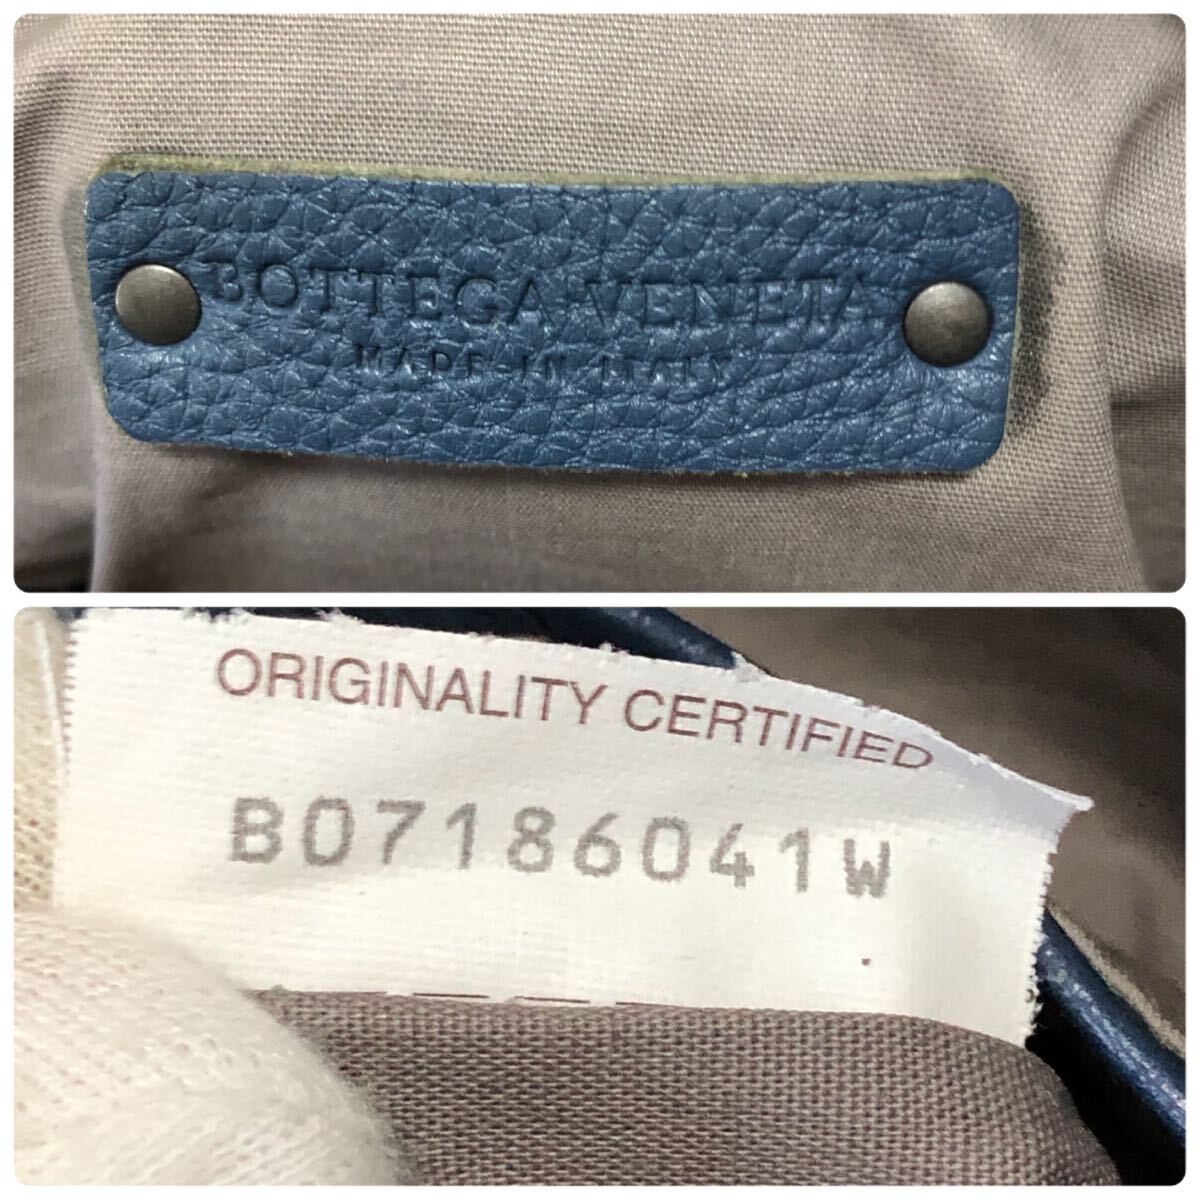 BOTTEGA VENETA
MADE IN ITALY
ORIGINALITY CERTIFIED
B07186041W